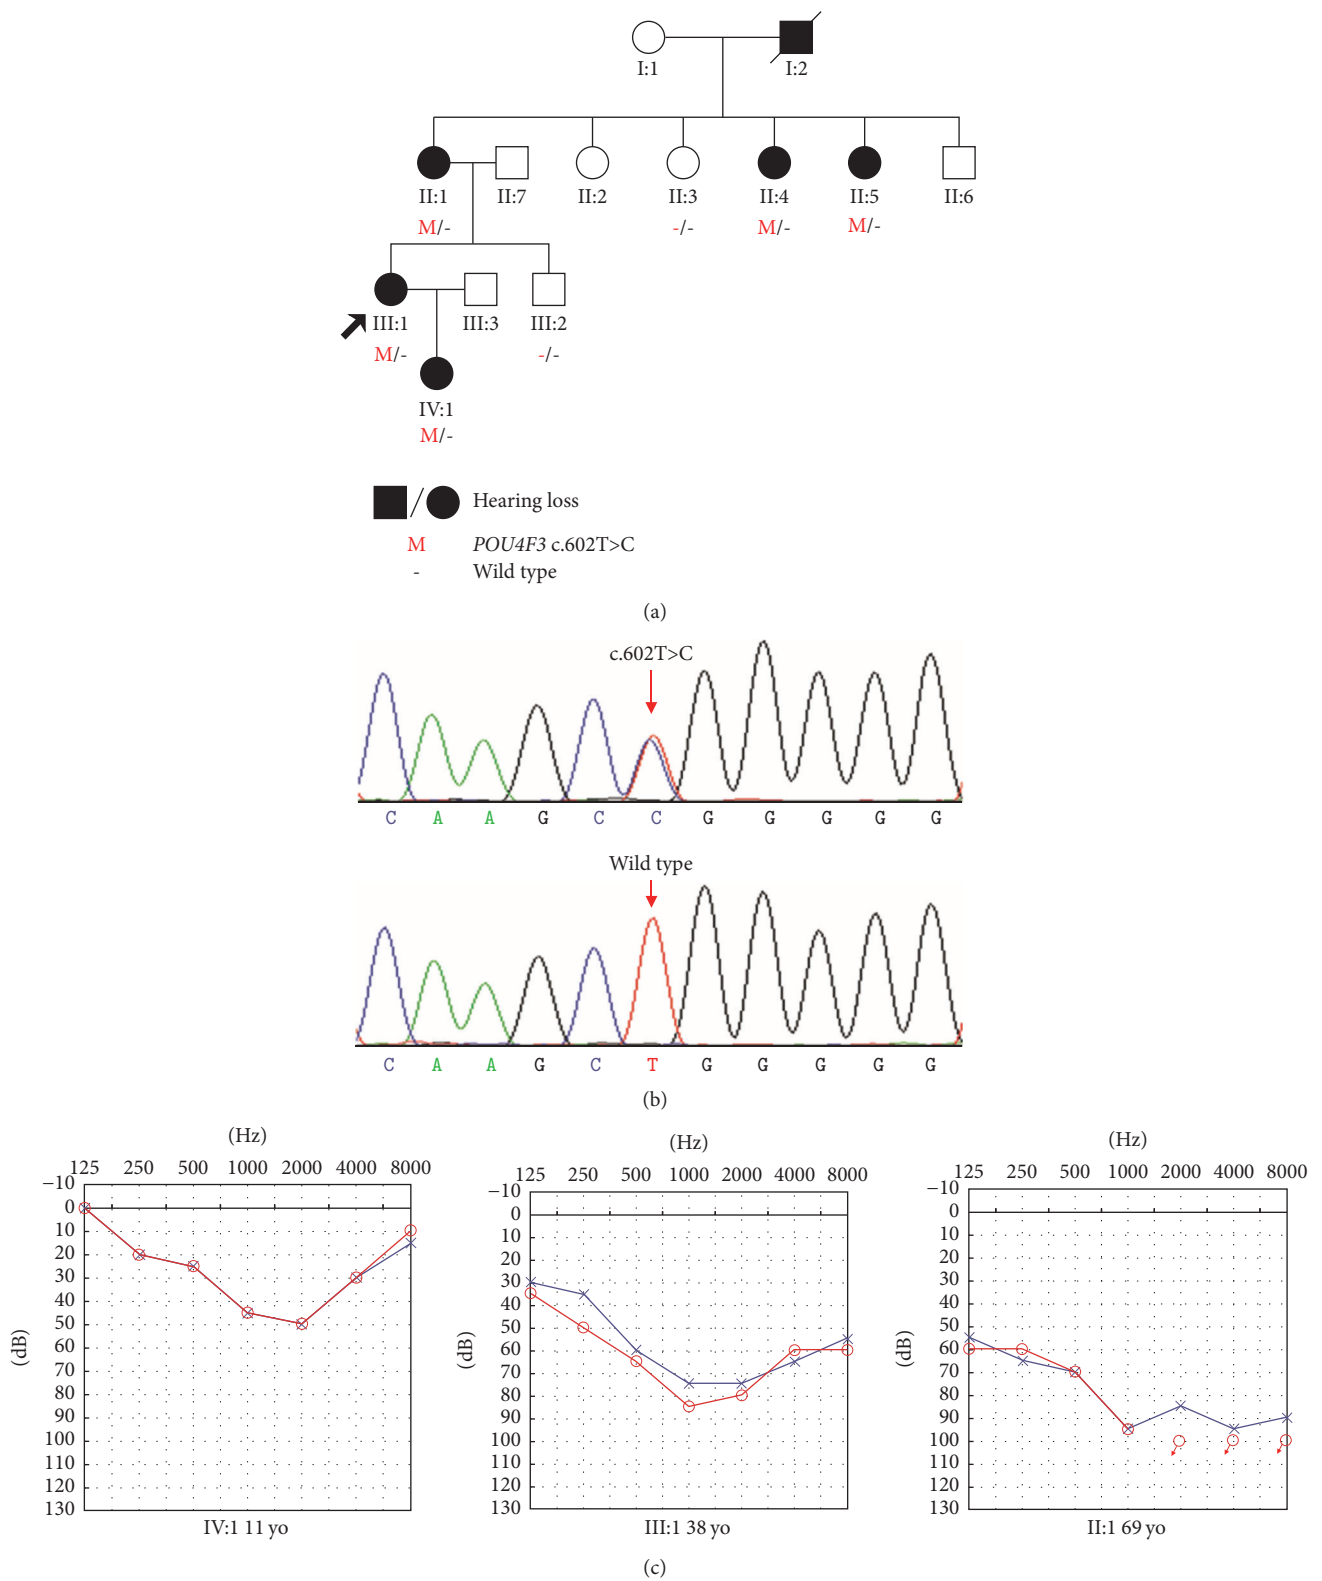 I:1 I:2
II:1 II:7 II:2 II:3 II:4 II:5 II:6
M/- -/- M/- M/-
III:1 III:3 III:2
M/- -/-
IV:1
M/-
Hearing loss
M POU4F3 c.602T>C
- Wild type
(a)
c.602T>C
C A A G C C G G G G G
Wild type
C A A G C T G G G G G
(b)
(Hz)
125 250 500 1000 2000 4000 8000
−10
0
10
20
30
40
50
60
70
80
90
100
110
120
130
(dB)
IV:1 11 yo
(Hz)
125 250 500 1000 2000 4000 8000
−10
0
10
20
30
40
50
60
70
80
90
100
110
120
130
(dB)
III:1 38 yo
(Hz)
125 250 500 1000 2000 4000 8000
−10
0
10
20
30
40
50
60
70
80
90
100
110
120
130
(dB)
II:1 69 yo
(c)